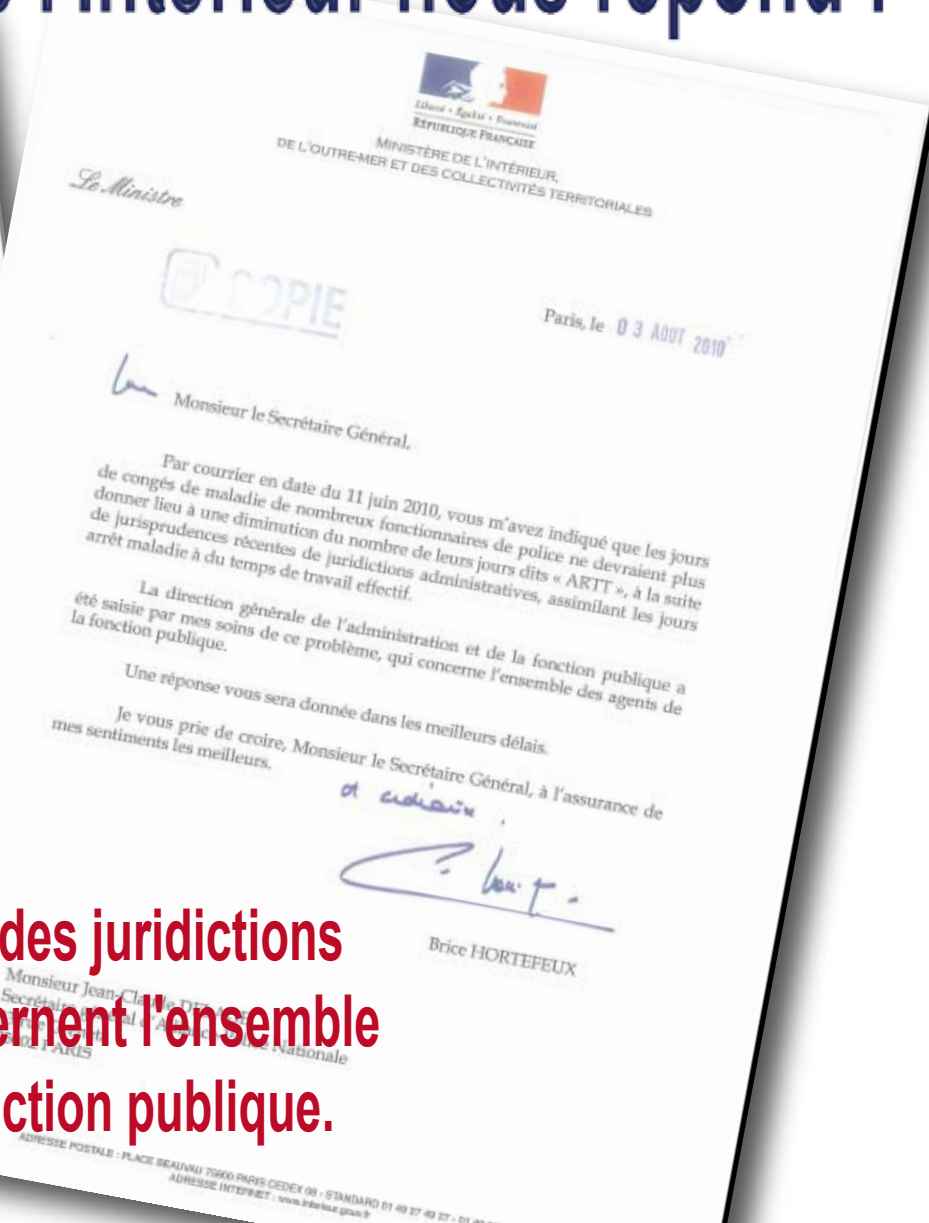 l'intérieur nous répond :
Liberté • Égalité • Fraternité
RÉPUBLIQUE FRANÇAISE
MINISTÈRE DE L'INTÉRIEUR,
DE L'OUTRE-MER ET DES COLLECTIVITÉS TERRITORIALES
Le Ministre
COPIE
Paris, le 03 AOUT 2010
Monsieur le Secrétaire Général,
Par courrier en date du 11 juin 2010, vous m'avez indiqué que les jours
de congés de maladie de nombreux fonctionnaires de police ne devraient plus
donner lieu à une diminution du nombre de leurs jours dits « ARTT », à la suite
de jurisprudences récentes de juridictions administratives, assimilant les jours
arrêt maladie à du temps de travail effectif.
La direction générale de l'administration et de la fonction publique a
été saisie par mes soins de ce problème, qui concerne l'ensemble des agents de
la fonction publique.
Une réponse vous sera donnée dans les meilleurs délais.
Je vous prie de croire, Monsieur le Secrétaire Général, à l'assurance de
mes sentiments les meilleurs.
Brice HORTEFEUX
des juridictions
Monsieur Jean-Claude
Secrétaire Nationale
ernent l'ensemble
PARIS
ction publique.
ADRESSE POSTALE : PLACE BEAUVAU 75800 PARIS CEDEX 08 - STANDARD 01 49 27 49 27 -
ADRESSE INTERNET : www.interieur.gouv.fr